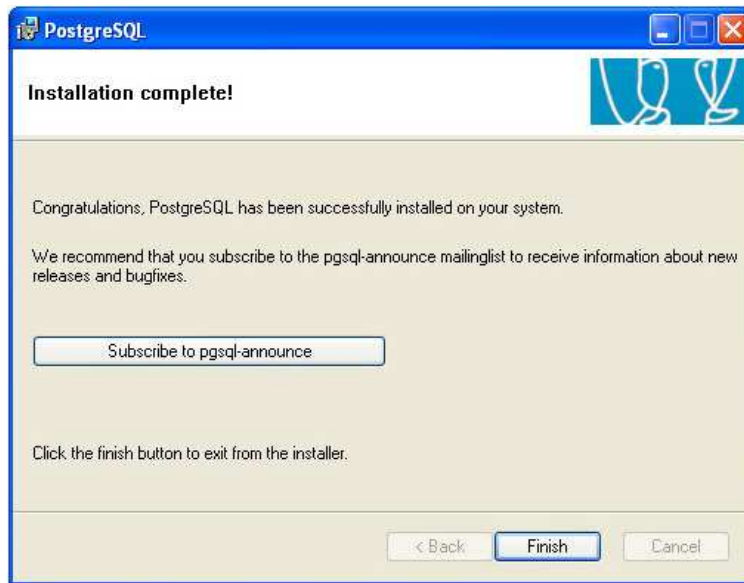 PostgreSQL
Installation complete!
Congratulations, PostgreSQL has been successfully installed on your system.
We recommend that you subscribe to the pgsql-announce mailinglist to receive information about new
releases and bugfixes.
Subscribe to pgsql-announce
Click the finish button to exit from the installer.
< Back Finish Cancel